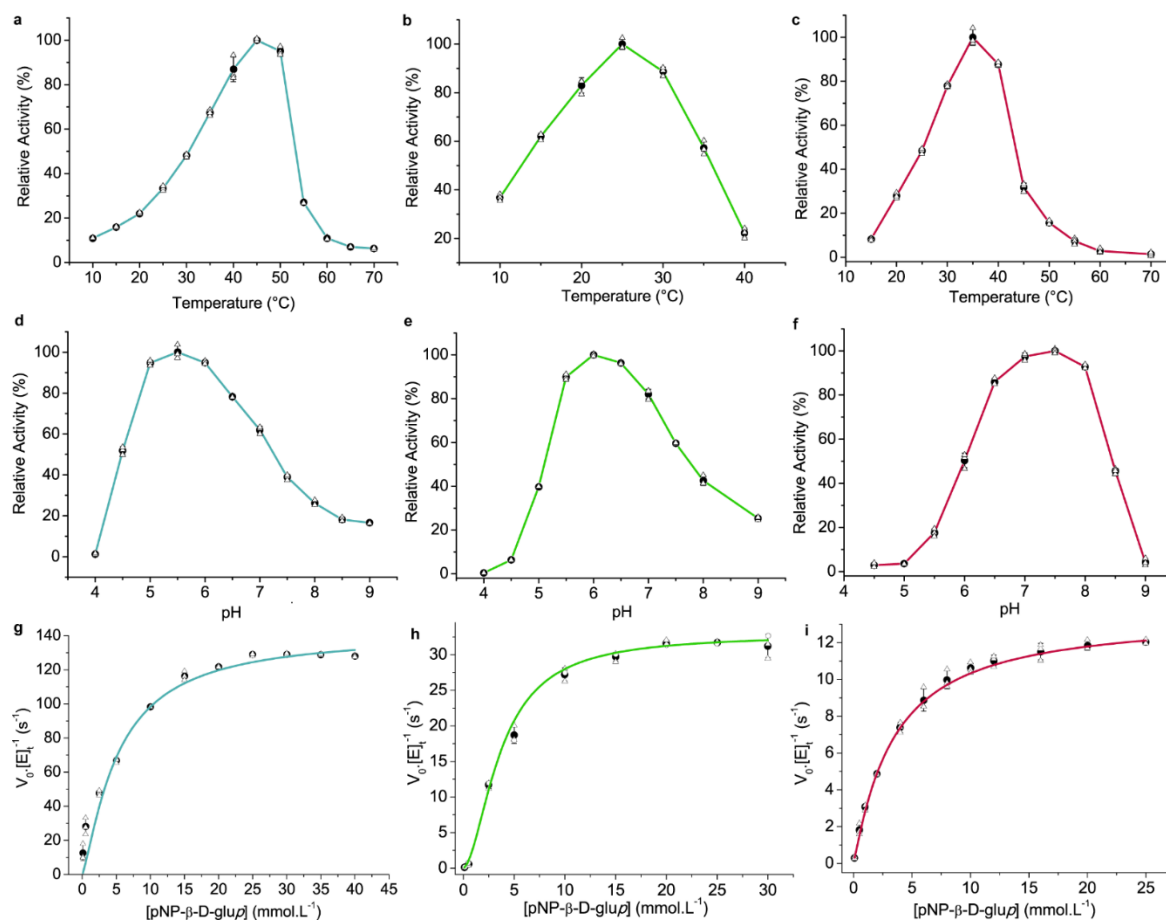 a
Relative Activity (%)
100
80
60
40
20
0
10 20 30 40 50 60 70
Temperature (°C)
b
Relative Activity (%)
100
80
60
40
20
10 20 30 40
Temperature (°C)
c
Relative Activity (%)
100
80
60
40
20
0
10 20 30 40 50 60 70
Temperature (°C)
d
Relative Activity (%)
100
80
60
40
20
0
4 5 6 7 8 9
pH
e
Relative Activity (%)
100
80
60
40
20
0
4 5 6 7 8 9
pH
f
Relative Activity (%)
100
80
60
40
20
0
4 5 6 7 8 9
pH
g
V₀.[E]ₜ⁻¹ (s⁻¹)
140
120
100
80
60
40
20
0
0 5 10 15 20 25 30 35 40 45
[pNP-β-D-glup] (mmol.L⁻¹)
h
V₀.[E]ₜ⁻¹ (s⁻¹)
30
25
20
15
10
5
0
0 5 10 15 20 25 30
[pNP-β-D-glup] (mmol.L⁻¹)
i
V₀.[E]ₜ⁻¹ (s⁻¹)
12
10
8
6
4
2
0
0 5 10 15 20 25
[pNP-β-D-glup] (mmol.L⁻¹)